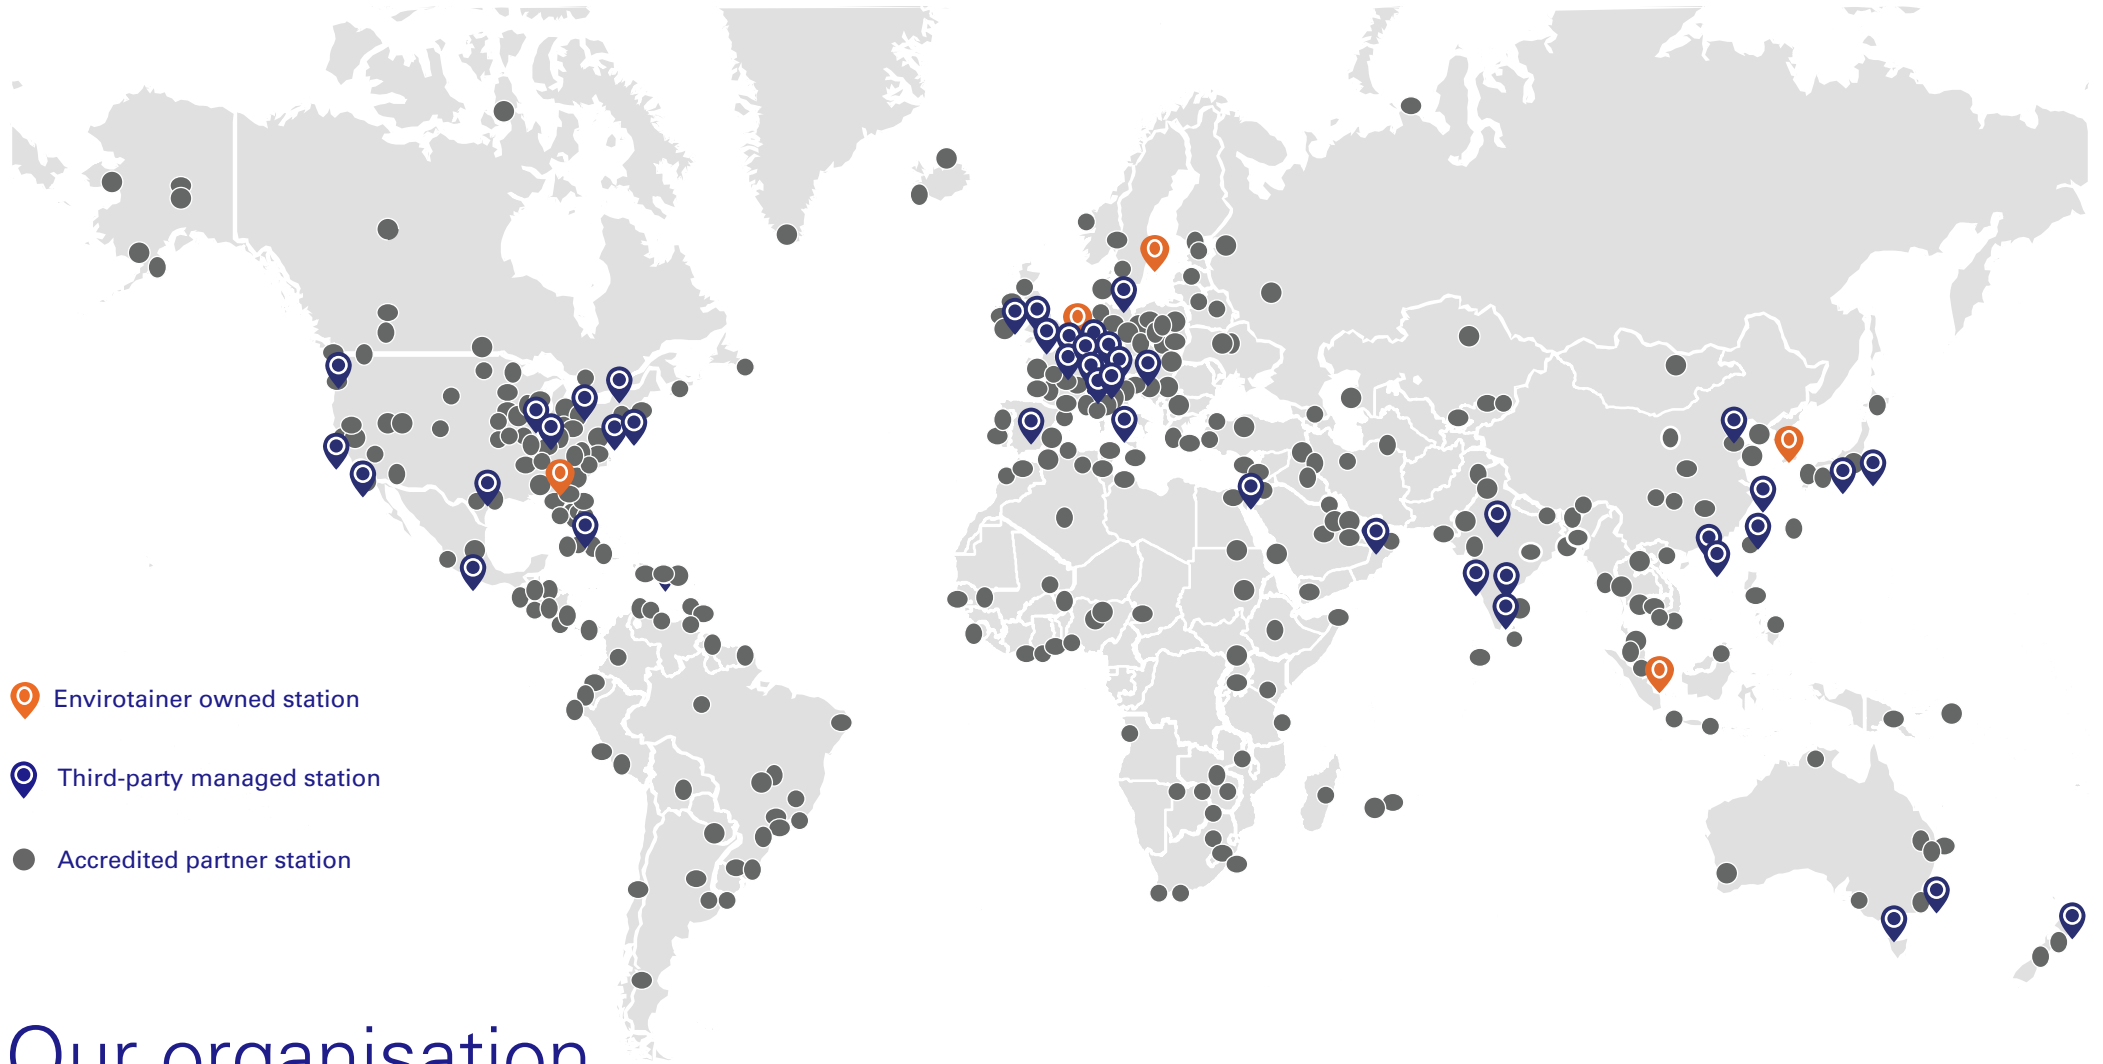 Envirotainer owned station
Third-party managed station
Accredited partner station
Our organisation